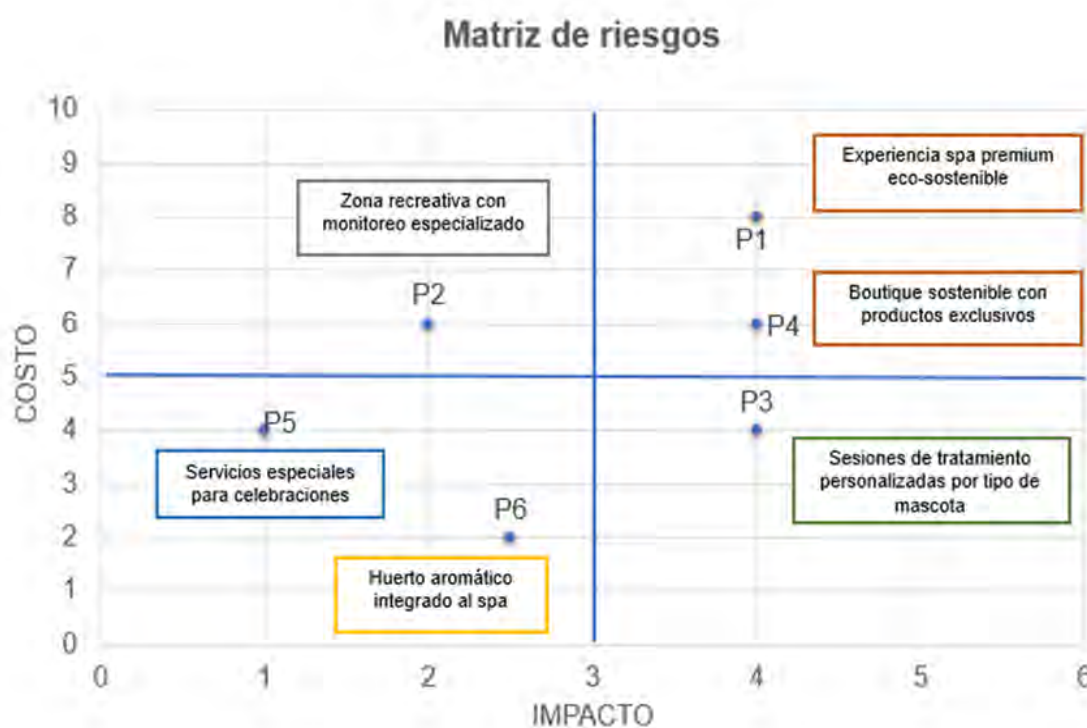 Matriz de riesgos
10
9
8
7
6
5
4
3
2
1
0
COSTO
Experiencia spa premium
eco-sostenible
Zona recreativa con
monitoreo especializado
P1
Boutique sostenible con
productos exclusivos
P2
P4
P3
P5
Servicios especiales
para celebraciones
Sesiones de tratamiento
personalizadas por tipo de
mascota
P6
Huerto aromático
integrado al spa
0 1 2 3 4 5 6
IMPACTO